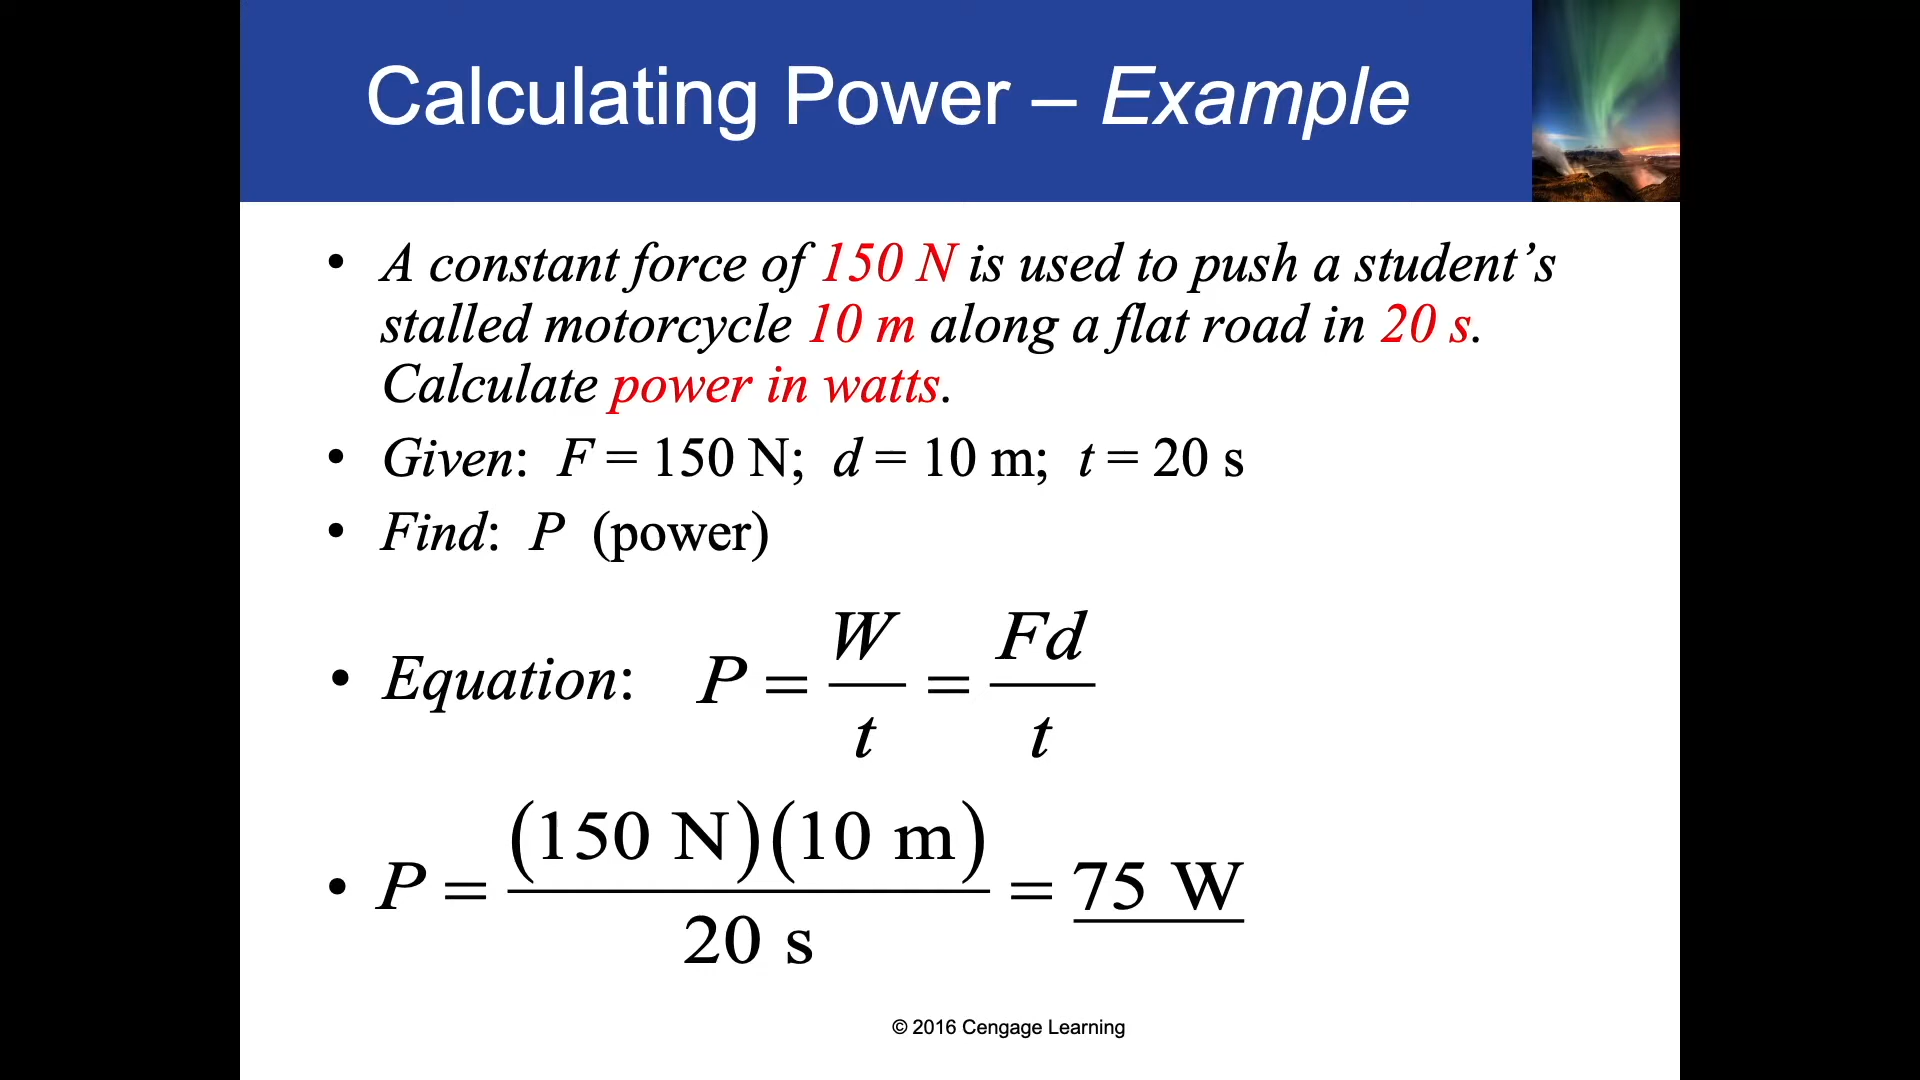 Calculating Power – Example
• A constant force of 150 N is used to push a student’s
stalled motorcycle 10 m along a flat road in 20 s.
Calculate power in watts.
• Given: F = 150 N; d = 10 m; t = 20 s
• Find: P (power)
• Equation: P = W/t = Fd/t
• P = (150 N)(10 m)/20 s = 75 W
© 2016 Cengage Learning